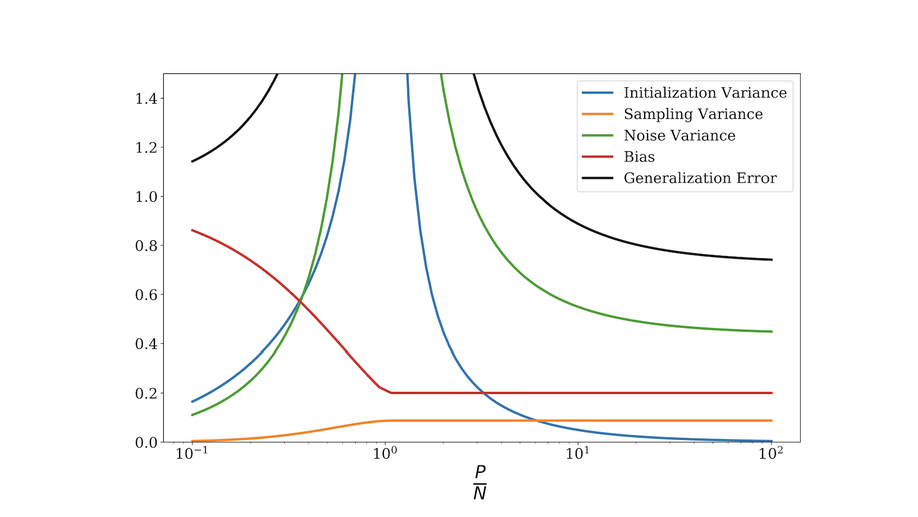 1.4
1.2
1.0
0.8
0.6
0.4
0.2
0.0
10⁻¹
10⁰
10¹
10²
P
N
Initialization Variance
Sampling Variance
Noise Variance
Bias
Generalization Error